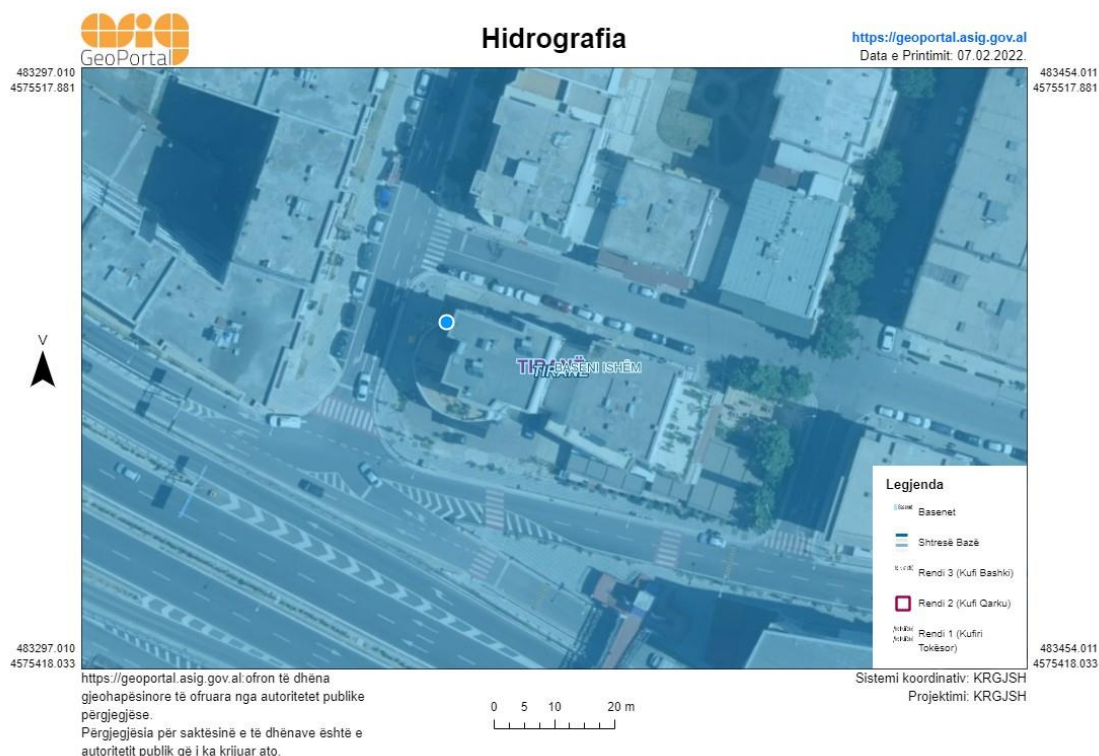 asig
GeoPortal
Hidrografia
https://geoportal.asig.gov.al
Data e Printimit: 07.02.2022.
483297.010
4575517.881
483454.011
4575517.881
V
TIRANË
TIRANË
BASENI ISHËM
Legjenda
Basenet
Shtresë Bazë
Rendi 3 (Kufi Bashki)
Rendi 2 (Kufi Qarku)
Rendi 1 (Kufiri
Tokësor)
483297.010
4575418.033
483454.011
4575418.033
https://geoportal.asig.gov.al:ofron të dhëna
gjeohapësinore të ofruara nga autoritetet publike
përgjegjëse.
Përgjegjësia për saktësinë e të dhënave është e
autoritetit publik që i ka krijuar ato.
0 5 10 20 m
Sistemi koordinativ: KRGJSH
Projektimi: KRGJSH